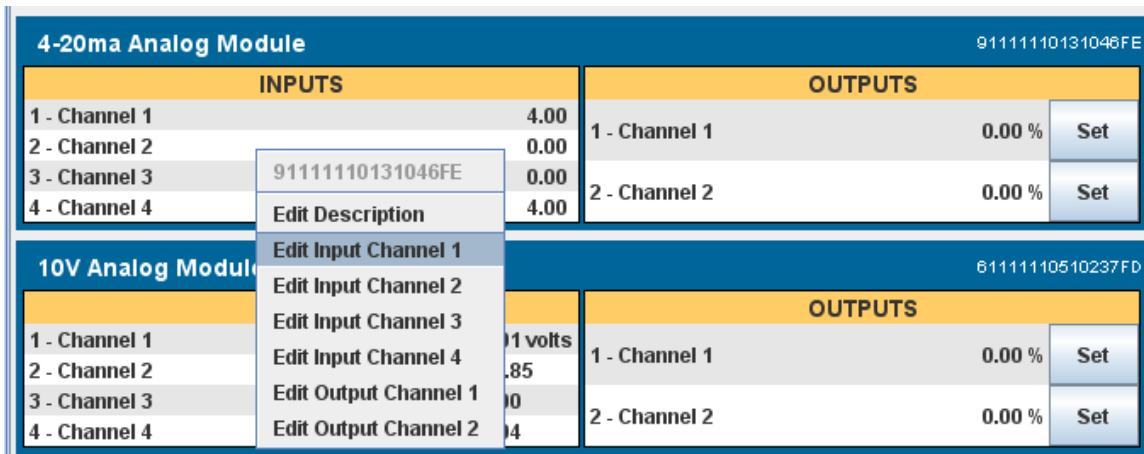 4-20ma Analog Module 91111110131046FE
INPUTS OUTPUTS
1 - Channel 1 4.00
2 - Channel 2 0.00
3 - Channel 3 0.00
4 - Channel 4 4.00
1 - Channel 1 0.00 % Set
2 - Channel 2 0.00 % Set
91111110131046FE
Edit Description
Edit Input Channel 1
Edit Input Channel 2
Edit Input Channel 3
Edit Input Channel 4
Edit Output Channel 1
Edit Output Channel 2
10V Analog Module 61111110510237FD
OUTPUTS
1 - Channel 1 volts
2 - Channel 2 .85
3 - Channel 3
4 - Channel 4
1 - Channel 1 0.00 % Set
2 - Channel 2 0.00 % Set